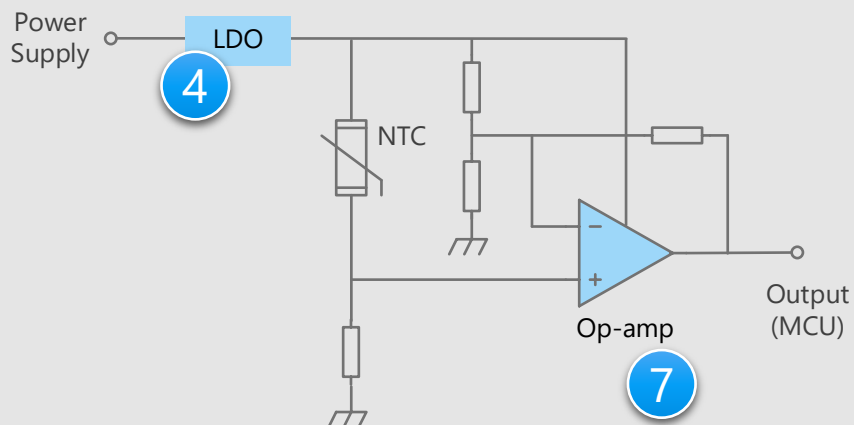 Power
Supply
LDO
4
NTC
−
+
Op-amp
7
Output
(MCU)